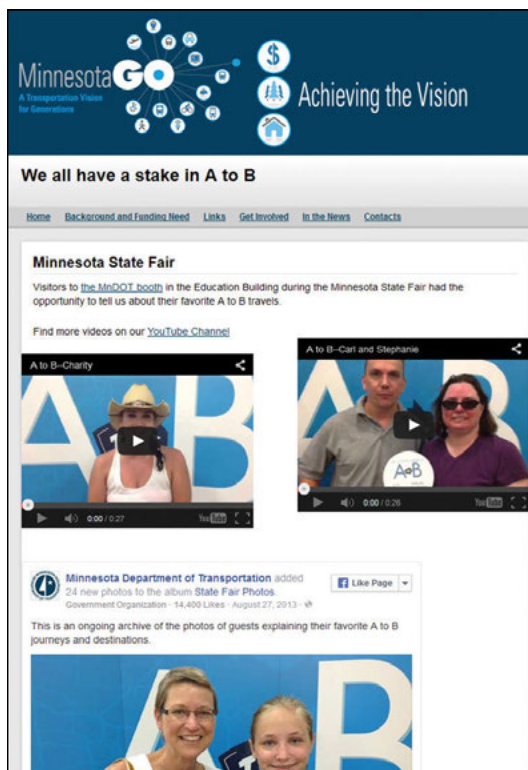 Minnesota GO
A Transportation Vision
for Generations
$
Achieving the Vision
We all have a stake in A to B
Home Background and Funding Need Links Get Involved In the News Contacts
Minnesota State Fair
Visitors to the MnDOT booth in the Education Building during the Minnesota State Fair had the
opportunity to tell us about their favorite A to B travels.
Find more videos on our YouTube Channel
A to B--Charity
A B
0:00 / 0:27 YouTube
A to B--Carl and Stephanie
A B
A to B
0:00 / 0:26 YouTube
Minnesota Department of Transportation added
24 new photos to the album State Fair Photos.
Government Organization · 14,400 Likes · August 27, 2013 ·
Like Page
This is an ongoing archive of the photos of guests explaining their favorite A to B
journeys and destinations.
A B